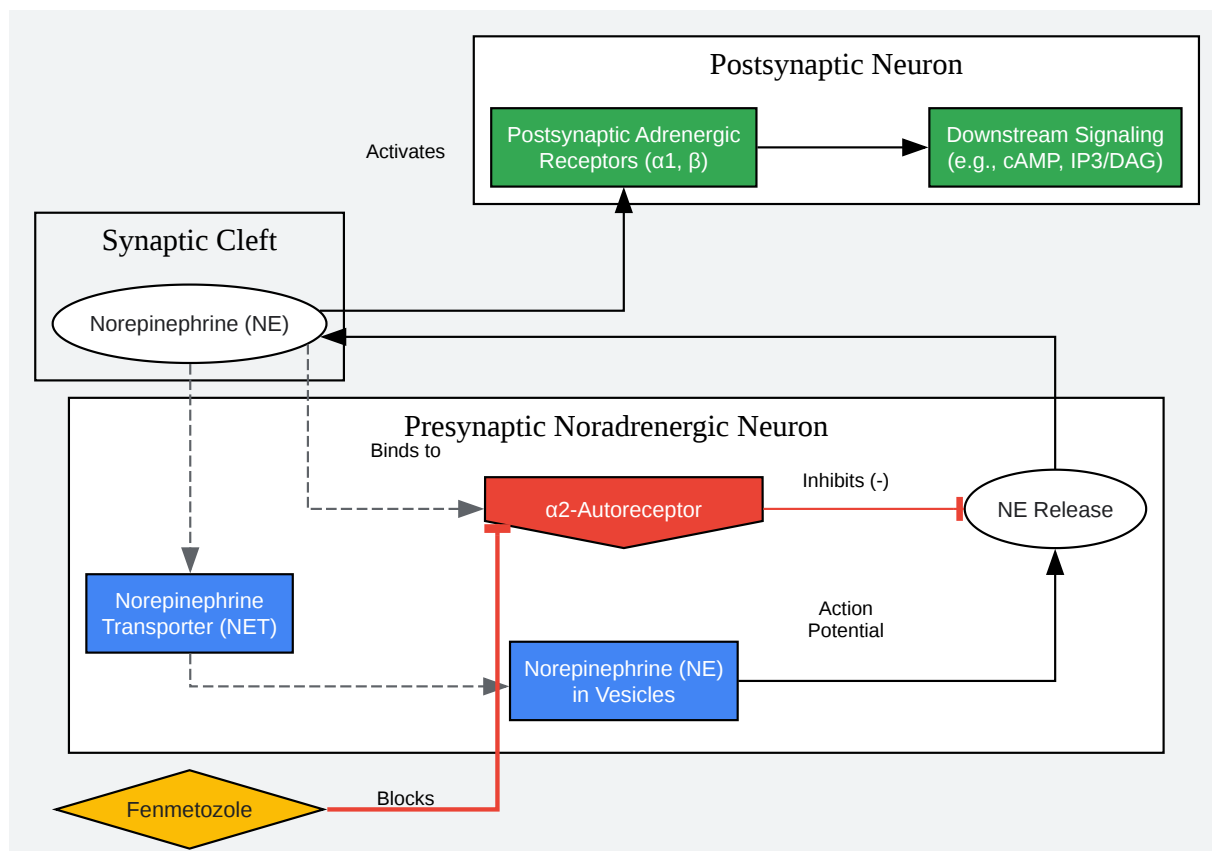 Postsynaptic Neuron
Postsynaptic Adrenergic
Receptors (α1, β)
Downstream Signaling
(e.g., cAMP, IP3/DAG)
Activates
Synaptic Cleft
Norepinephrine (NE)
Presynaptic Noradrenergic Neuron
Binds to
α2-Autoreceptor
Inhibits (-)
NE Release
Norepinephrine
Transporter (NET)
Action
Potential
Norepinephrine (NE)
in Vesicles
Fenmetozole
Blocks